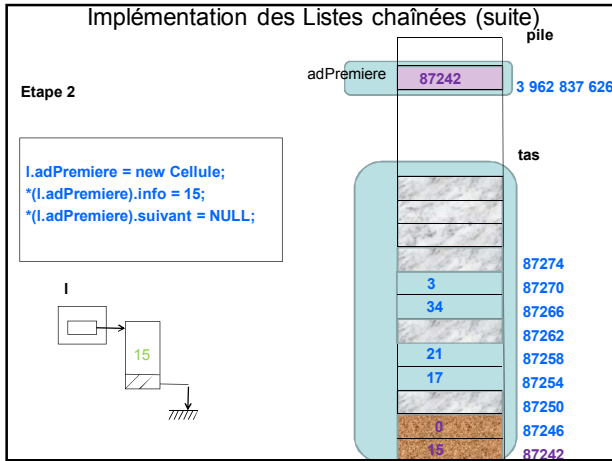 Implémentation des Listes chaînées (suite)
pile
adPremiere
87242
3 962 837 626
Etape 2
l.adPremiere = new Cellule;
*(l.adPremiere).info = 15;
*(l.adPremiere).suivant = NULL;
tas
87274
3
87270
34
87266
87262
21
87258
17
87254
87250
0
87246
15
87242
l
15